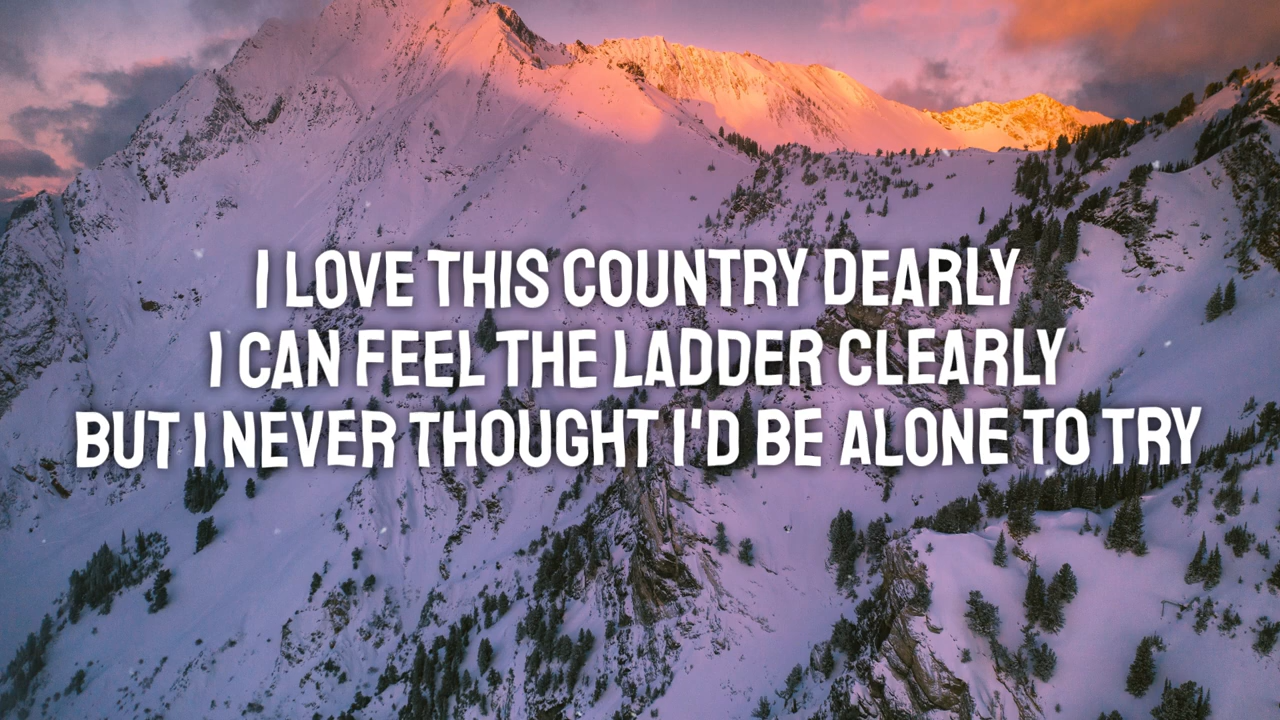 I LOVE THIS COUNTRY DEARLY
I CAN FEEL THE LADDER CLEARLY
BUT I NEVER THOUGHT I'D BE ALONE TO TRY